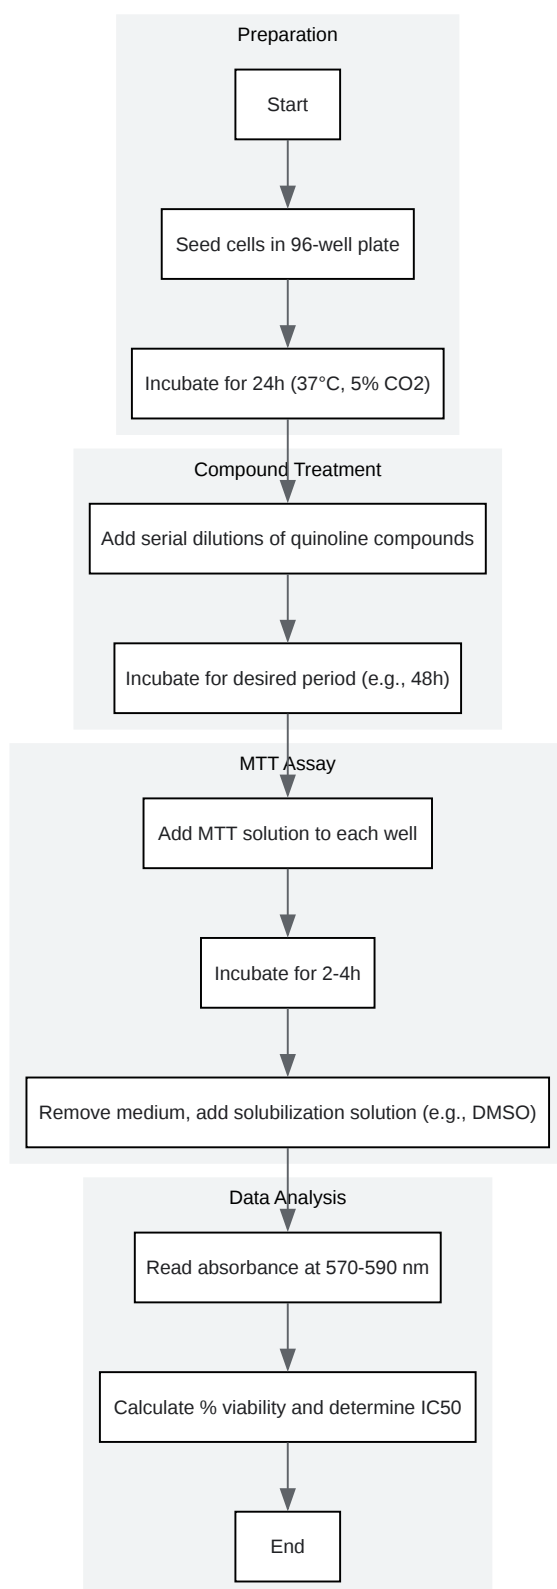 Preparation
Start
Seed cells in 96-well plate
Incubate for 24h (37°C, 5% CO2)
Compound Treatment
Add serial dilutions of quinoline compounds
Incubate for desired period (e.g., 48h)
MTT Assay
Add MTT solution to each well
Incubate for 2-4h
Remove medium, add solubilization solution (e.g., DMSO)
Data Analysis
Read absorbance at 570-590 nm
Calculate % viability and determine IC50
End